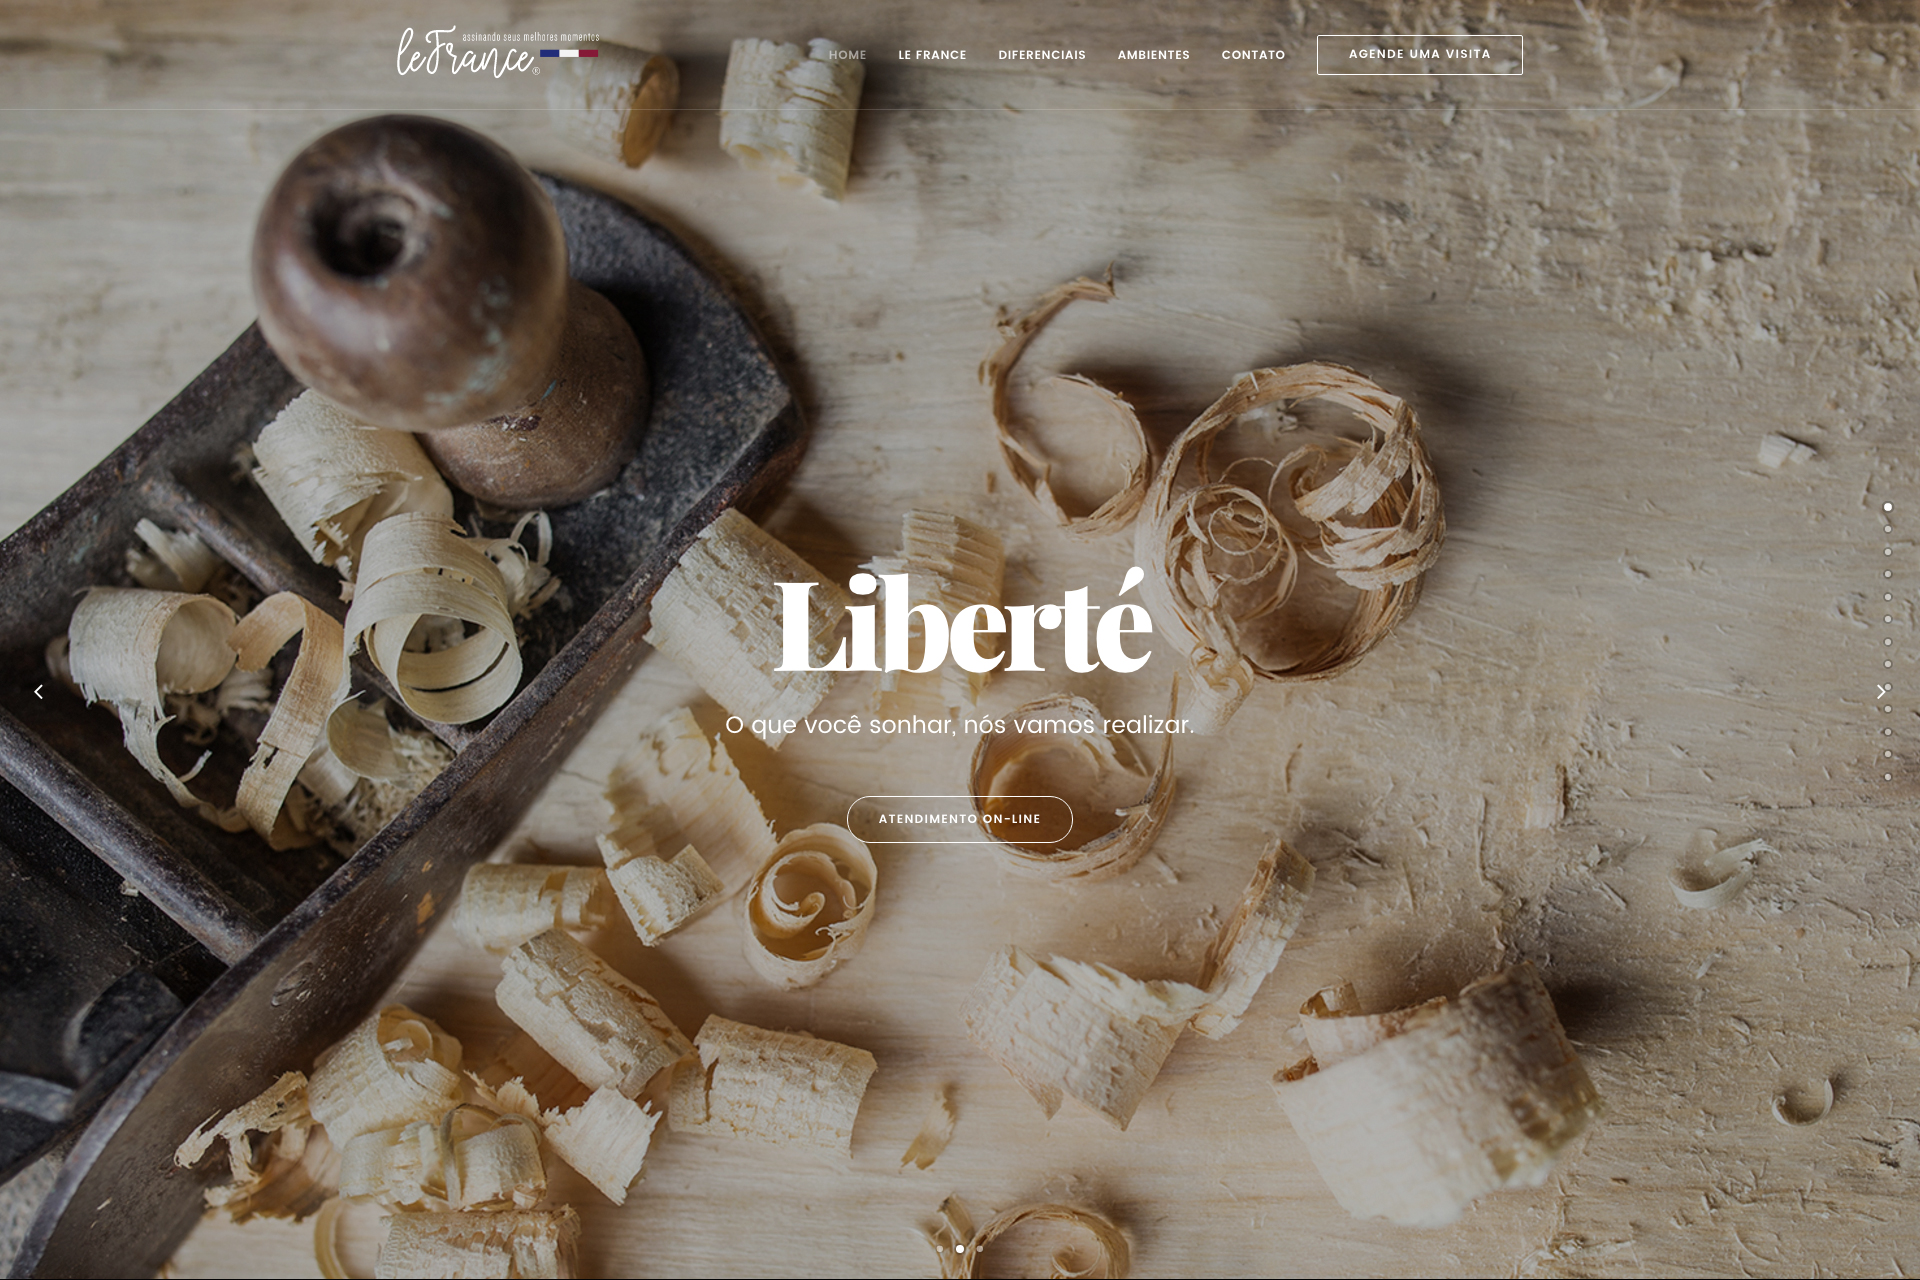 assinando seus melhores momentos
leFrance®
HOME
LE FRANCE
DIFERENCIAIS
AMBIENTES
CONTATO
AGENDE UMA VISITA
Liberté
O que você sonhar, nós vamos realizar.
ATENDIMENTO ON-LINE